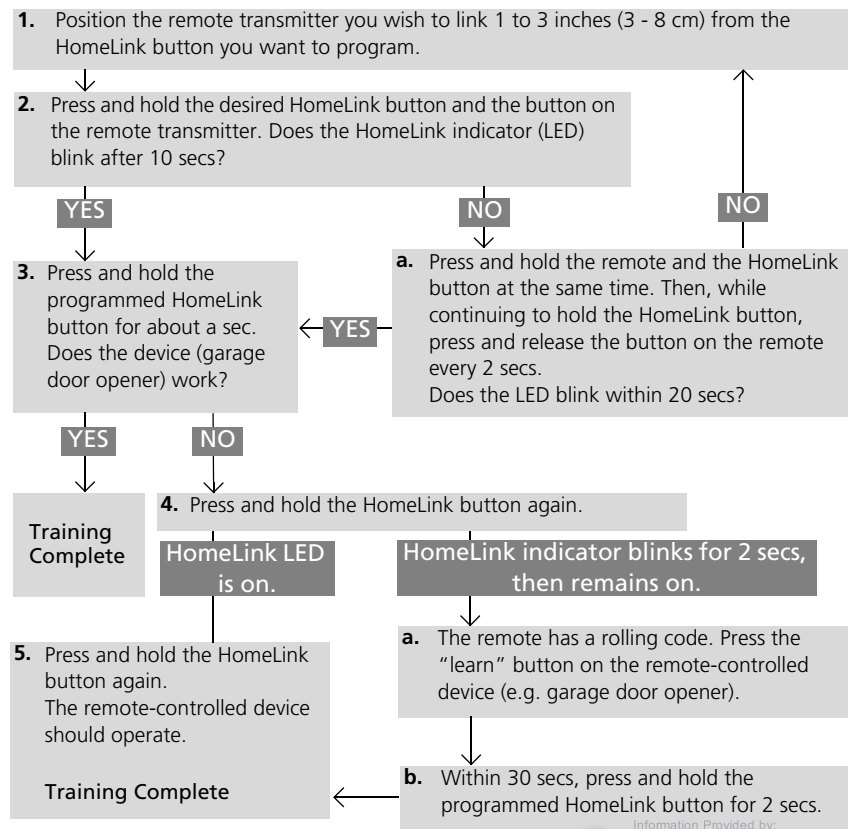 1. Position the remote transmitter you wish to link 1 to 3 inches (3 - 8 cm) from the
HomeLink button you want to program.
2. Press and hold the desired HomeLink button and the button on
the remote transmitter. Does the HomeLink indicator (LED)
blink after 10 secs?
YES
NO
NO
3. Press and hold the
programmed HomeLink
button for about a sec.
Does the device (garage
door opener) work?
YES
a. Press and hold the remote and the HomeLink
button at the same time. Then, while
continuing to hold the HomeLink button,
press and release the button on the remote
every 2 secs.
Does the LED blink within 20 secs?
YES
NO
Training
Complete
4. Press and hold the HomeLink button again.
HomeLink LED
is on.
HomeLink indicator blinks for 2 secs,
then remains on.
5. Press and hold the HomeLink
button again.
The remote-controlled device
should operate.
Training Complete
a. The remote has a rolling code. Press the
“learn” button on the remote-controlled
device (e.g. garage door opener).
b. Within 30 secs, press and hold the
programmed HomeLink button for 2 secs.
Information Provided by: